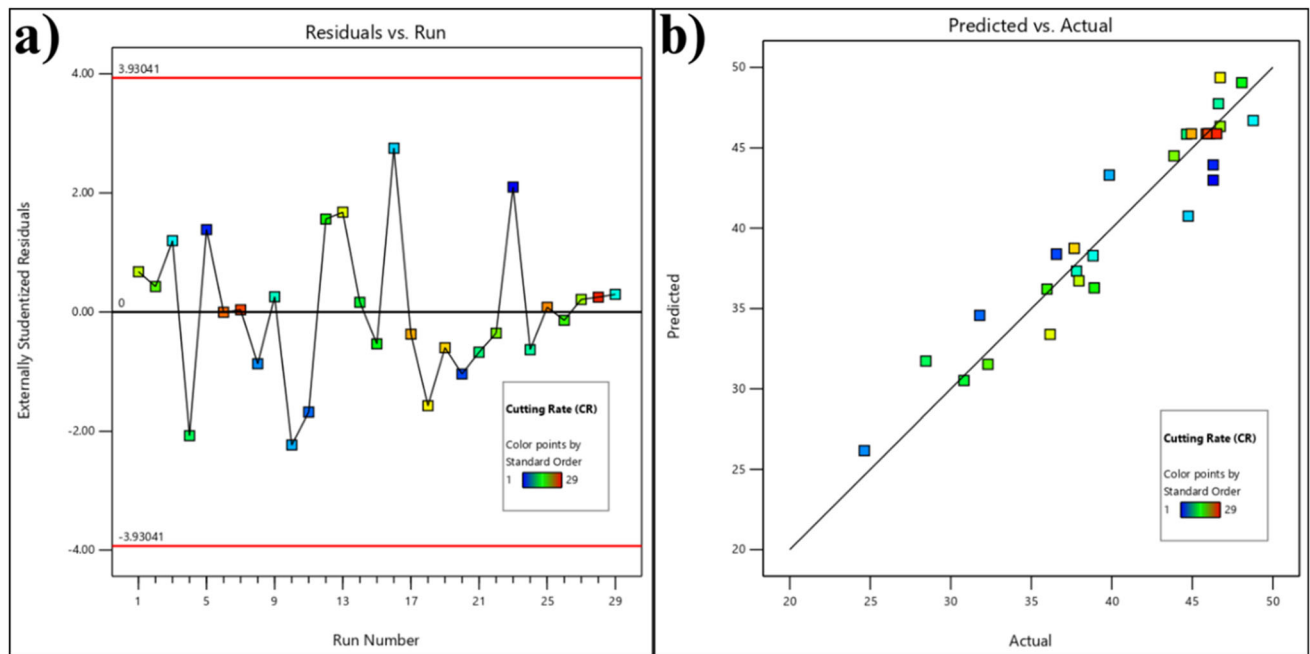 a)
Residuals vs. Run
Externally Studentized Residuals
4.00
2.00
0.00
-2.00
-4.00
3.93041
0
-3.93041
Cutting Rate (CR)
Color points by
Standard Order
1 29
1 5 9 13 17 21 25 29
Run Number
b)
Predicted vs. Actual
Predicted
50
45
40
35
30
25
20
Cutting Rate (CR)
Color points by
Standard Order
1 29
20 25 30 35 40 45 50
Actual